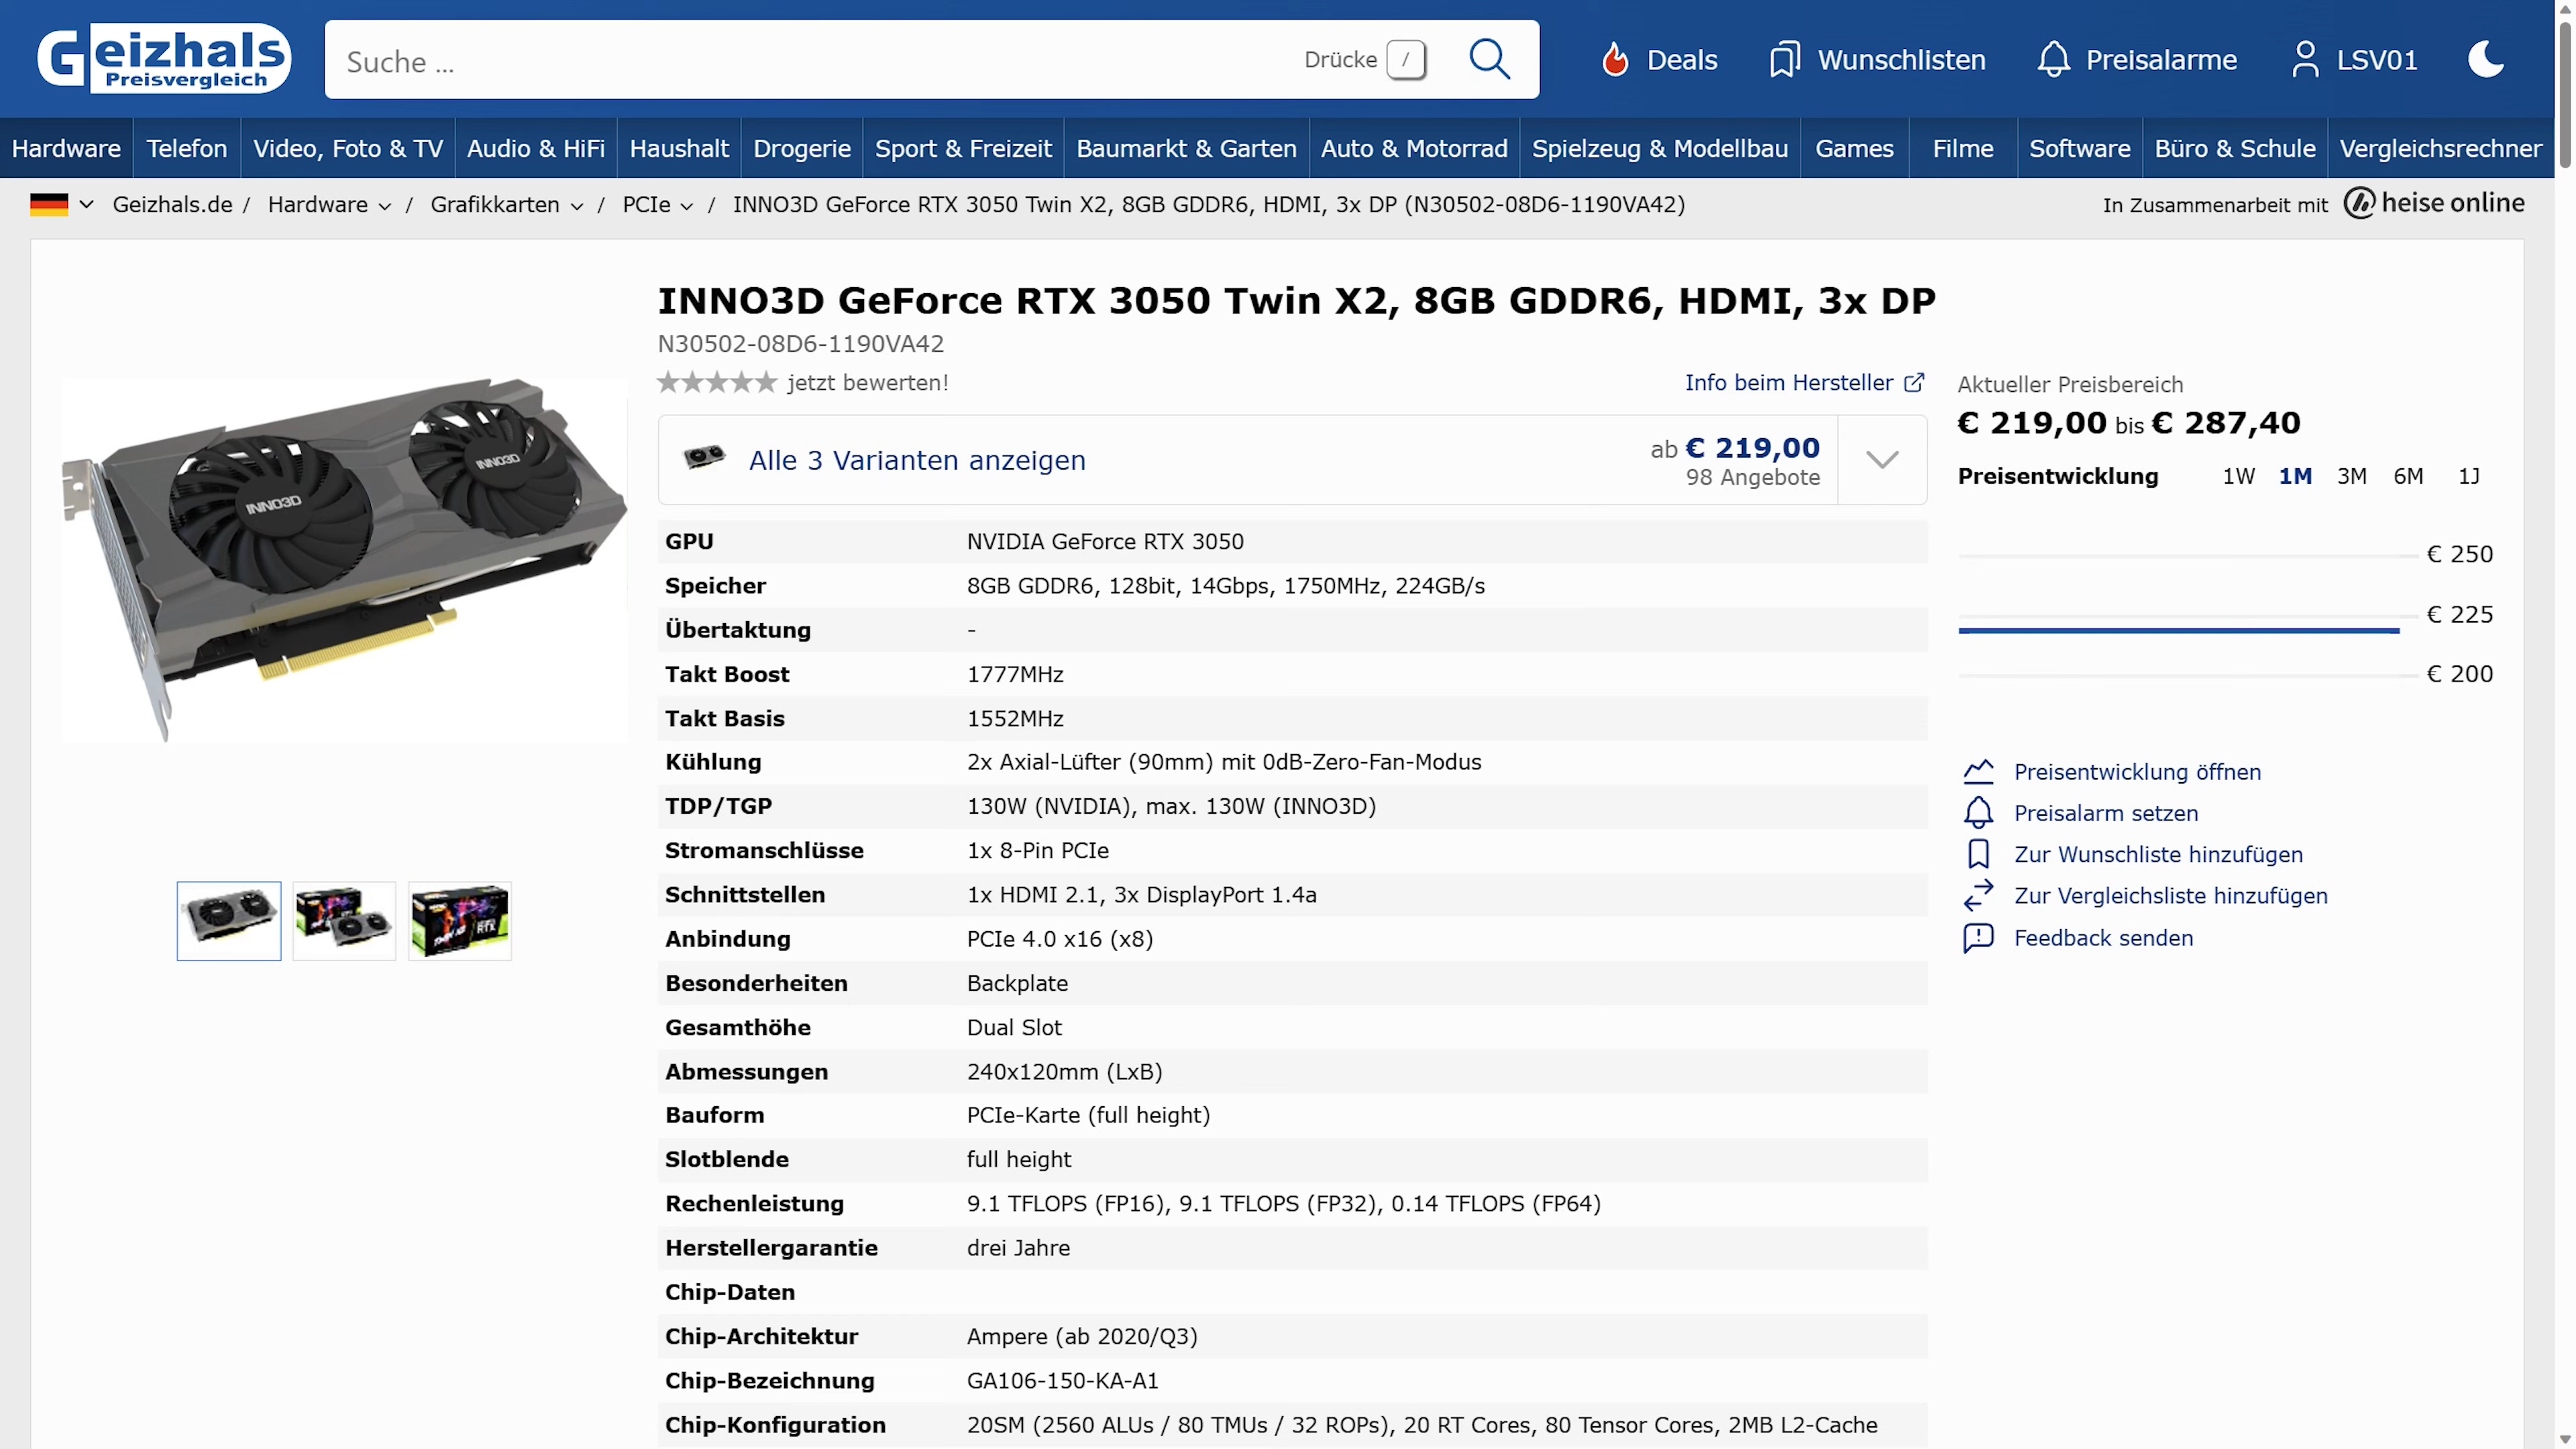 Geizhals
Preisvergleich
Suche ...
Drücke /
Deals
Wunschlisten
Preisalarme
LSV01
Hardware
Telefon
Video, Foto & TV
Audio & HiFi
Haushalt
Drogerie
Sport & Freizeit
Baumarkt & Garten
Auto & Motorrad
Spielzeug & Modellbau
Games
Filme
Software
Büro & Schule
Vergleichsrechner
Geizhals.de / Hardware / Grafikkarten / PCIe / INNO3D GeForce RTX 3050 Twin X2, 8GB GDDR6, HDMI, 3x DP (N30502-08D6-1190VA42)
In Zusammenarbeit mit heise online
INNO3D GeForce RTX 3050 Twin X2, 8GB GDDR6, HDMI, 3x DP
N30502-08D6-1190VA42
jetzt bewerten!
Info beim Hersteller
INNO3D
INNO3D
Alle 3 Varianten anzeigen
ab € 219,00
98 Angebote
GPU NVIDIA GeForce RTX 3050
Speicher 8GB GDDR6, 128bit, 14Gbps, 1750MHz, 224GB/s
Übertaktung -
Takt Boost 1777MHz
Takt Basis 1552MHz
Kühlung 2x Axial-Lüfter (90mm) mit 0dB-Zero-Fan-Modus
TDP/TGP 130W (NVIDIA), max. 130W (INNO3D)
Stromanschlüsse 1x 8-Pin PCIe
Schnittstellen 1x HDMI 2.1, 3x DisplayPort 1.4a
Anbindung PCIe 4.0 x16 (x8)
Besonderheiten Backplate
Gesamthöhe Dual Slot
Abmessungen 240x120mm (LxB)
Bauform PCIe-Karte (full height)
Slotblende full height
Rechenleistung 9.1 TFLOPS (FP16), 9.1 TFLOPS (FP32), 0.14 TFLOPS (FP64)
Herstellergarantie drei Jahre
Chip-Daten
Chip-Architektur Ampere (ab 2020/Q3)
Chip-Bezeichnung GA106-150-KA-A1
Chip-Konfiguration 20SM (2560 ALUs / 80 TMUs / 32 ROPs), 20 RT Cores, 80 Tensor Cores, 2MB L2-Cache
Aktueller Preisbereich
€ 219,00 bis € 287,40
Preisentwicklung 1W 1M 3M 6M 1J
€ 250
€ 225
€ 200
Preisentwicklung öffnen
Preisalarm setzen
Zur Wunschliste hinzufügen
Zur Vergleichsliste hinzufügen
Feedback senden